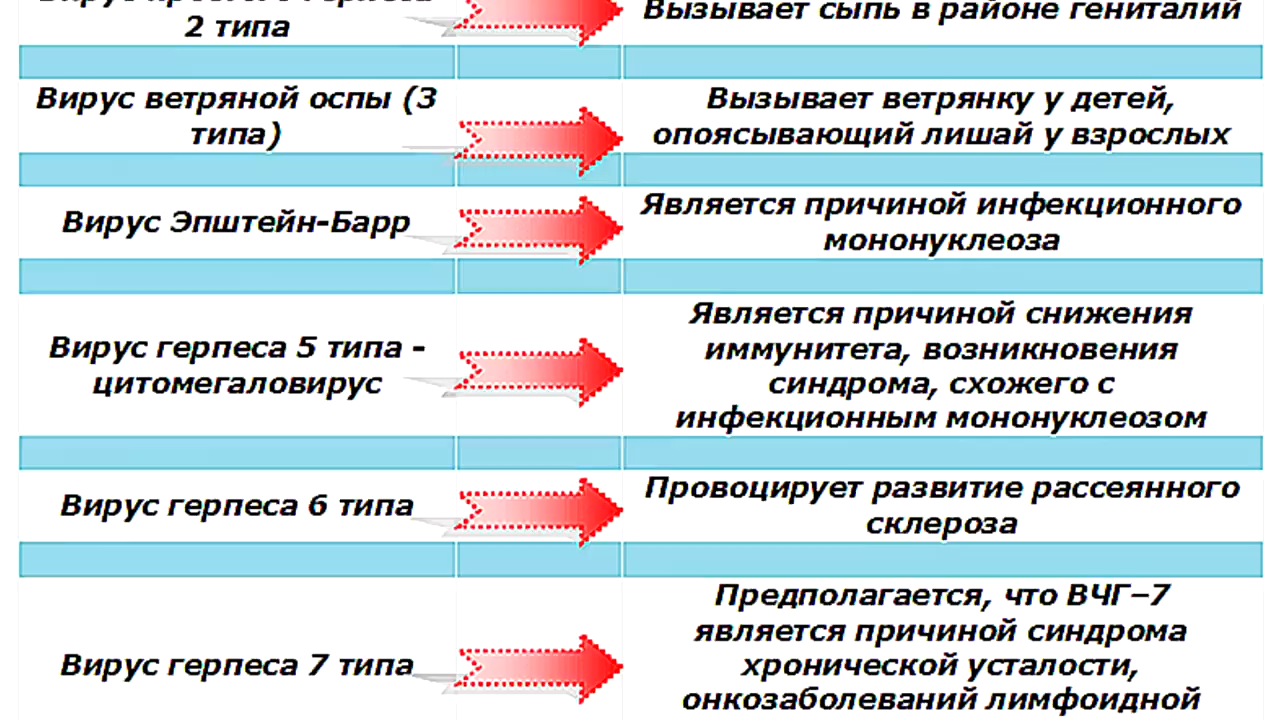 2 типа
Вызывает сыпь в районе гениталий
Вирус ветряной оспы (3
типа)
Вызывает ветрянку у детей,
опоясывающий лишай у взрослых
Вирус Эпштейн-Барр
Является причиной инфекционного
мононуклеоза
Вирус герпеса 5 типа -
цитомегаловирус
Является причиной снижения
иммунитета, возникновения
синдрома, схожего с
инфекционным мононуклеозом
Вирус герпеса 6 типа
Провоцирует развитие рассеянного
склероза
Вирус герпеса 7 типа
Предполагается, что ВЧГ–7
является причиной синдрома
хронической усталости,
онкозаболеваний лимфоидной